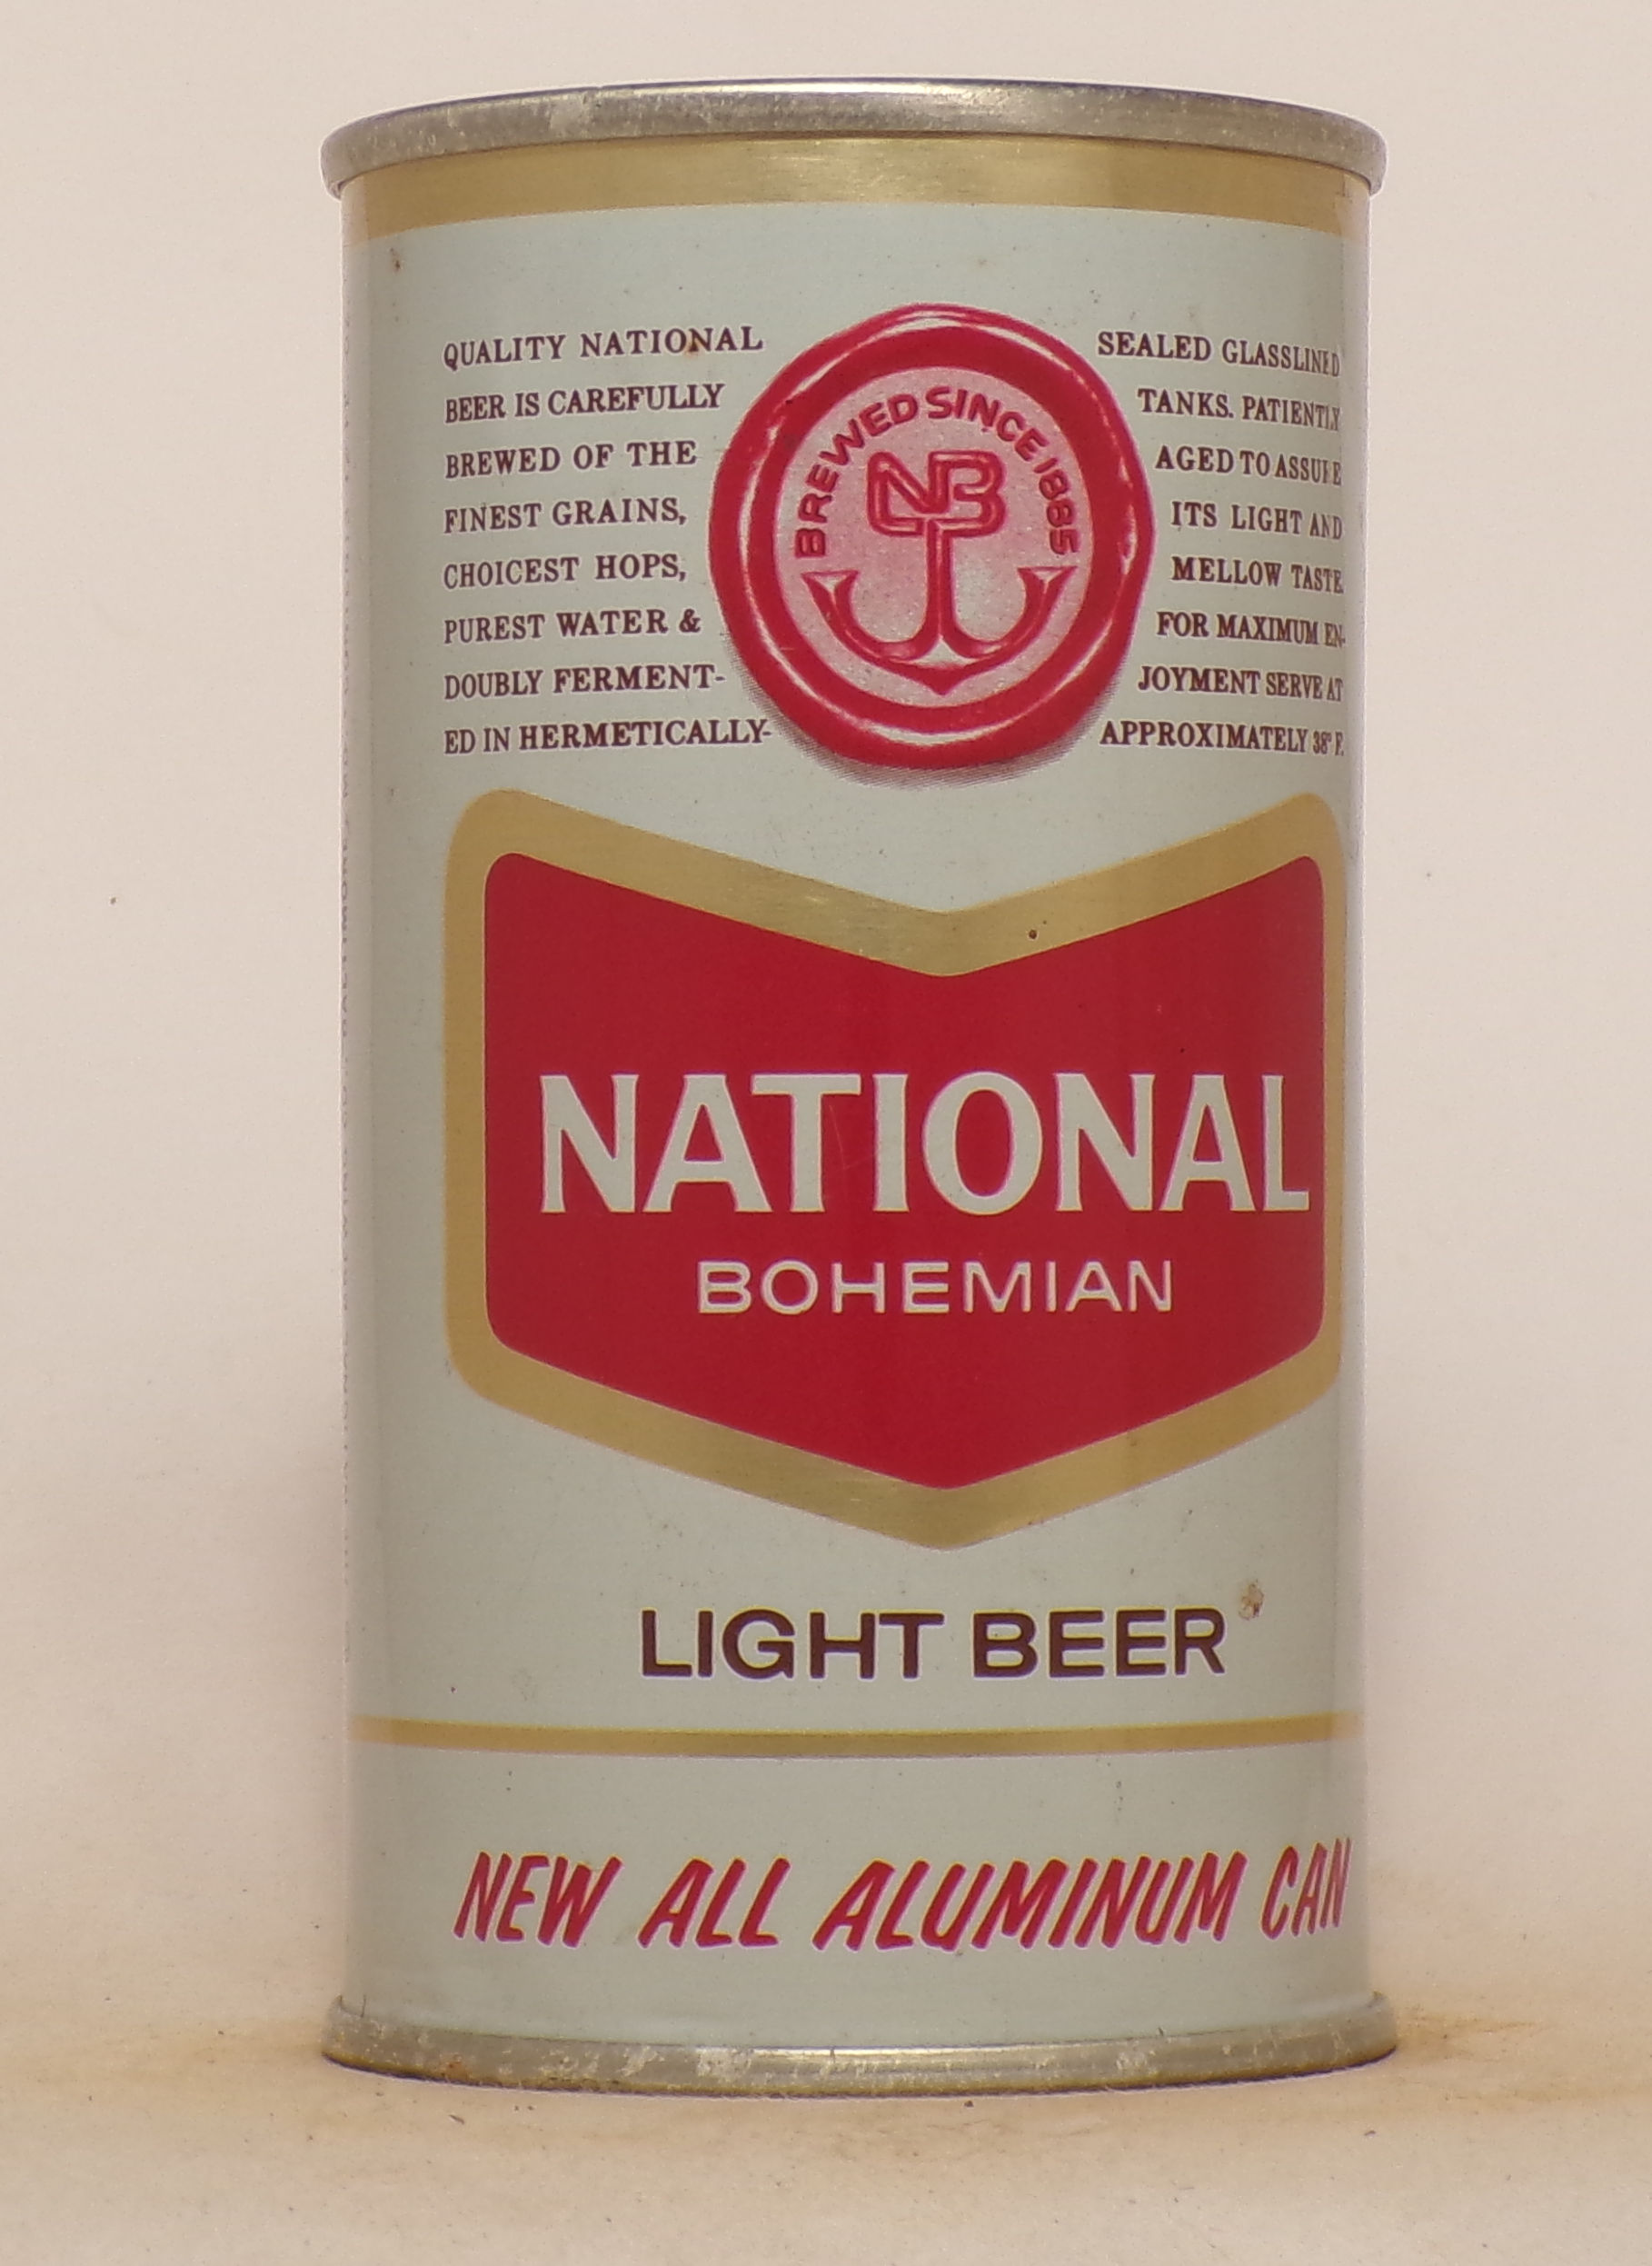 QUALITY NATIONAL
BEER IS CAREFULLY
BREWED OF THE
FINEST GRAINS,
CHOICEST HOPS,
PUREST WATER &
DOUBLY FERMENT-
ED IN HERMETICALLY-
BREWED SINCE 1885
NB
SEALED GLASSLINED
TANKS. PATIENTLY
AGED TO ASSURE
ITS LIGHT AND
MELLOW TASTE
FOR MAXIMUM EN-
JOYMENT SERVE AT
APPROXIMATELY 38° F.
NATIONAL
BOHEMIAN
LIGHT BEER
NEW ALL ALUMINUM CAN